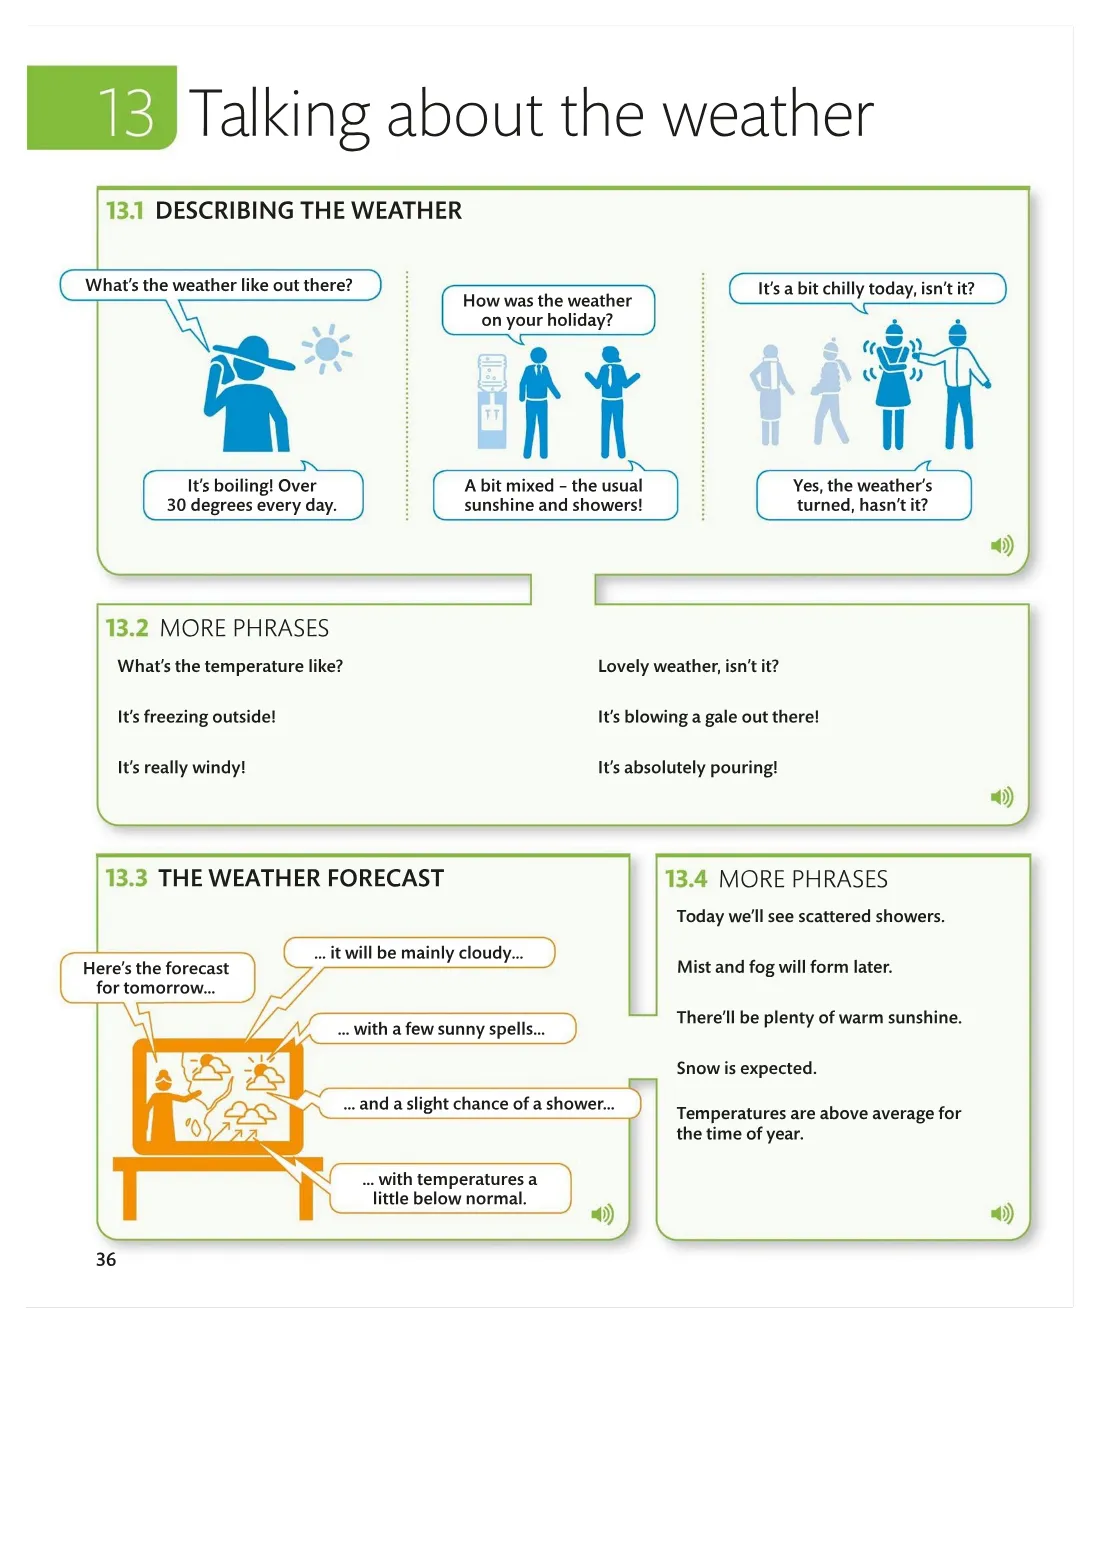 13 Talking about the weather
13.1 DESCRIBING THE WEATHER
What's the weather like out there?
It's boiling! Over
30 degrees every day.
How was the weather
on your holiday?
A bit mixed – the usual
sunshine and showers!
It's a bit chilly today, isn't it?
Yes, the weather's
turned, hasn't it?
13.2 MORE PHRASES
What's the temperature like?
It's freezing outside!
It's really windy!
Lovely weather, isn't it?
It's blowing a gale out there!
It's absolutely pouring!
13.3 THE WEATHER FORECAST
Here's the forecast
for tomorrow...
... it will be mainly cloudy...
... with a few sunny spells...
... and a slight chance of a shower...
... with temperatures a
little below normal.
13.4 MORE PHRASES
Today we'll see scattered showers.
Mist and fog will form later.
There'll be plenty of warm sunshine.
Snow is expected.
Temperatures are above average for
the time of year.
36